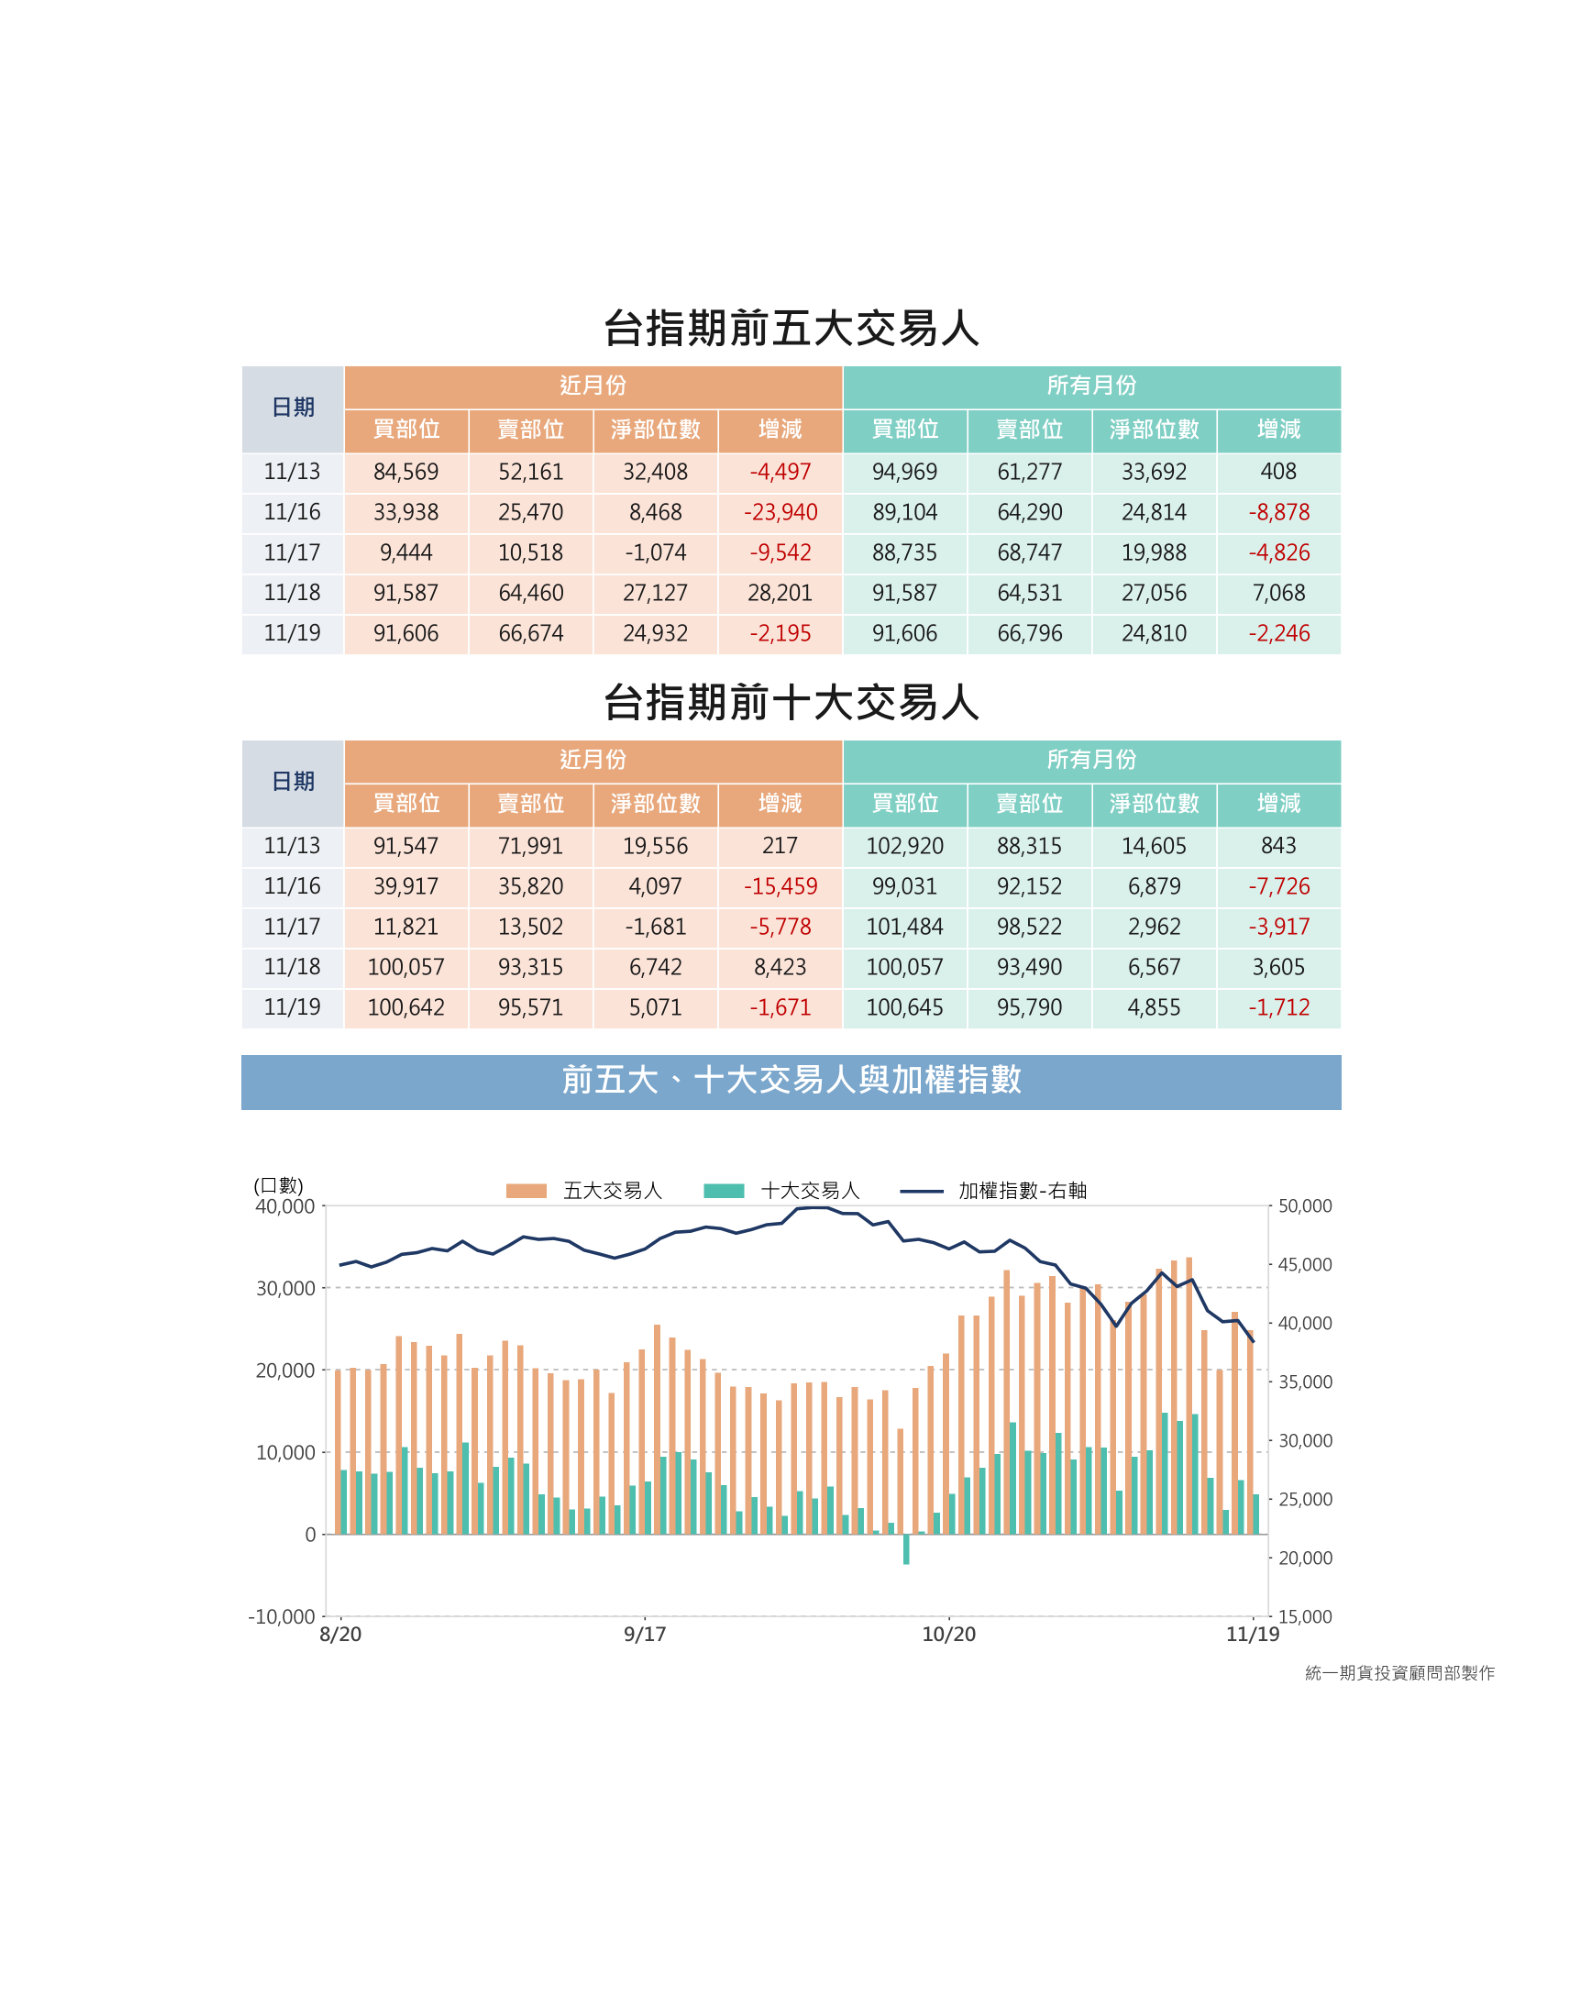 台指期前五大交易人
日期 近月份 所有月份
買部位 賣部位 淨部位數 增減 買部位 賣部位 淨部位數 增減
11/13 84,569 52,161 32,408 -4,497 94,969 61,277 33,692 408
11/16 33,938 25,470 8,468 -23,940 89,104 64,290 24,814 -8,878
11/17 9,444 10,518 -1,074 -9,542 88,735 68,747 19,988 -4,826
11/18 91,587 64,460 27,127 28,201 91,587 64,531 27,056 7,068
11/19 91,606 66,674 24,932 -2,195 91,606 66,796 24,810 -2,246
台指期前十大交易人
日期 近月份 所有月份
買部位 賣部位 淨部位數 增減 買部位 賣部位 淨部位數 增減
11/13 91,547 71,991 19,556 217 102,920 88,315 14,605 843
11/16 39,917 35,820 4,097 -15,459 99,031 92,152 6,879 -7,726
11/17 11,821 13,502 -1,681 -5,778 101,484 98,522 2,962 -3,917
11/18 100,057 93,315 6,742 8,423 100,057 93,490 6,567 3,605
11/19 100,642 95,571 5,071 -1,671 100,645 95,790 4,855 -1,712
前五大、十大交易人與加權指數
(口數) 五大交易人 十大交易人 加權指數-右軸
40,000 50,000
45,000
30,000
40,000
20,000 35,000
10,000 30,000
25,000
0
20,000
-10,000 15,000
8/20 9/17 10/20 11/19
統一期貨投資顧問部製作